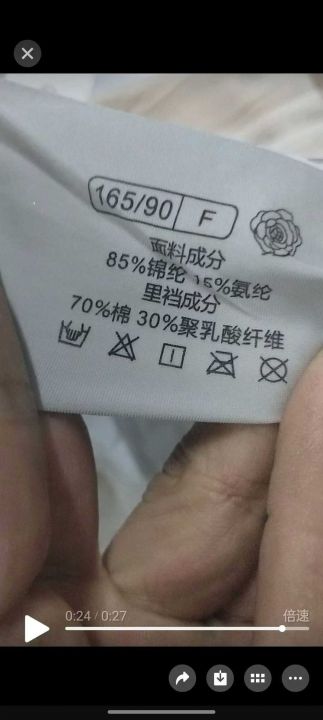 165/90 F
面料成分
85%锦纶 15%氨纶
里裆成分
70%棉 30%聚乳酸纤维
0:24 / 0:27
倍速